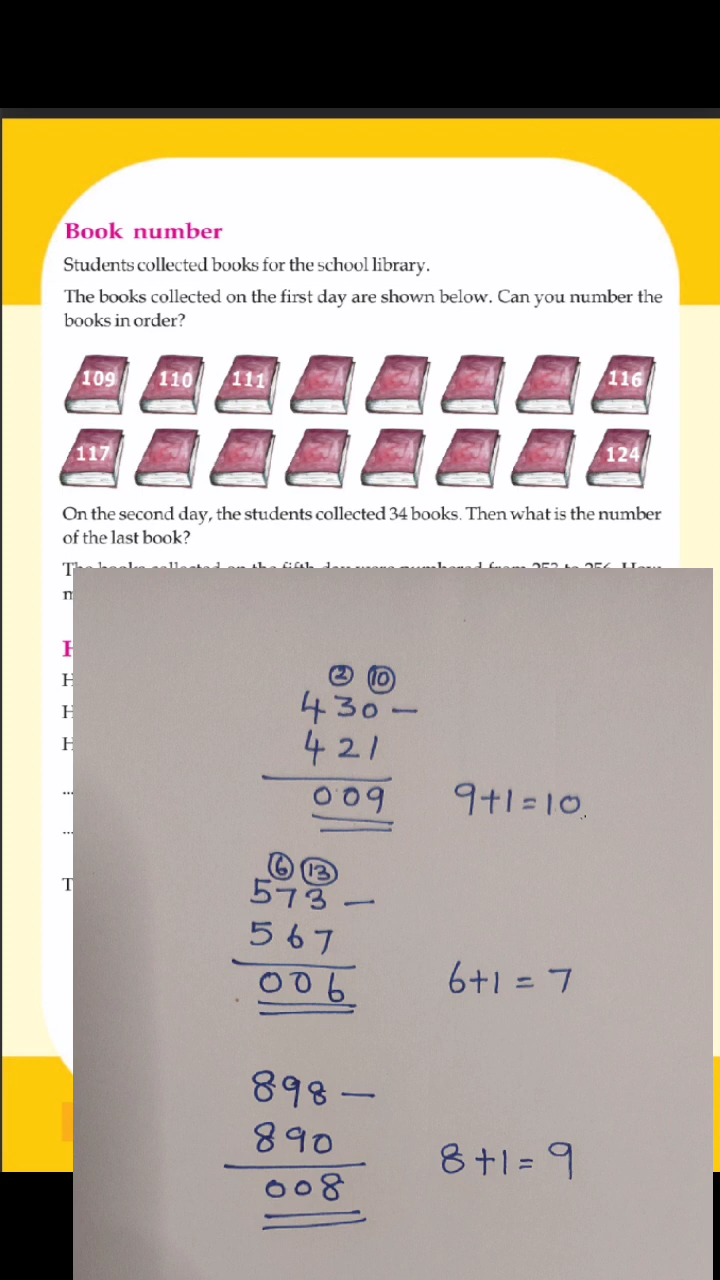 Book number
Students collected books for the school library.
The books collected on the first day are shown below. Can you number the
books in order?
109 110 111 116
117 124
On the second day, the students collected 34 books. Then what is the number
of the last book?
② ⑩
430 –
421
009 9+1=10
⑥ ⑬
573 –
567
006 6+1=7
898 –
890
008 8+1=9